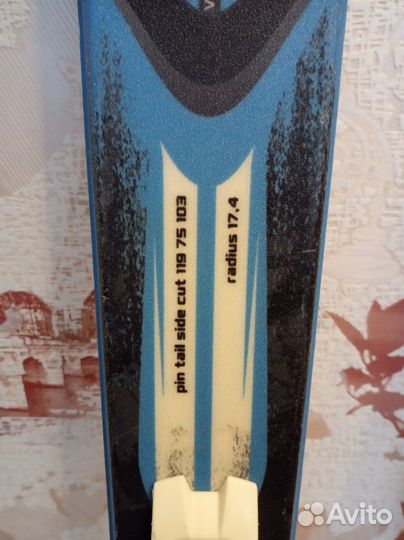 pin tail side cut 119 75 103
radius 17,4
Avito